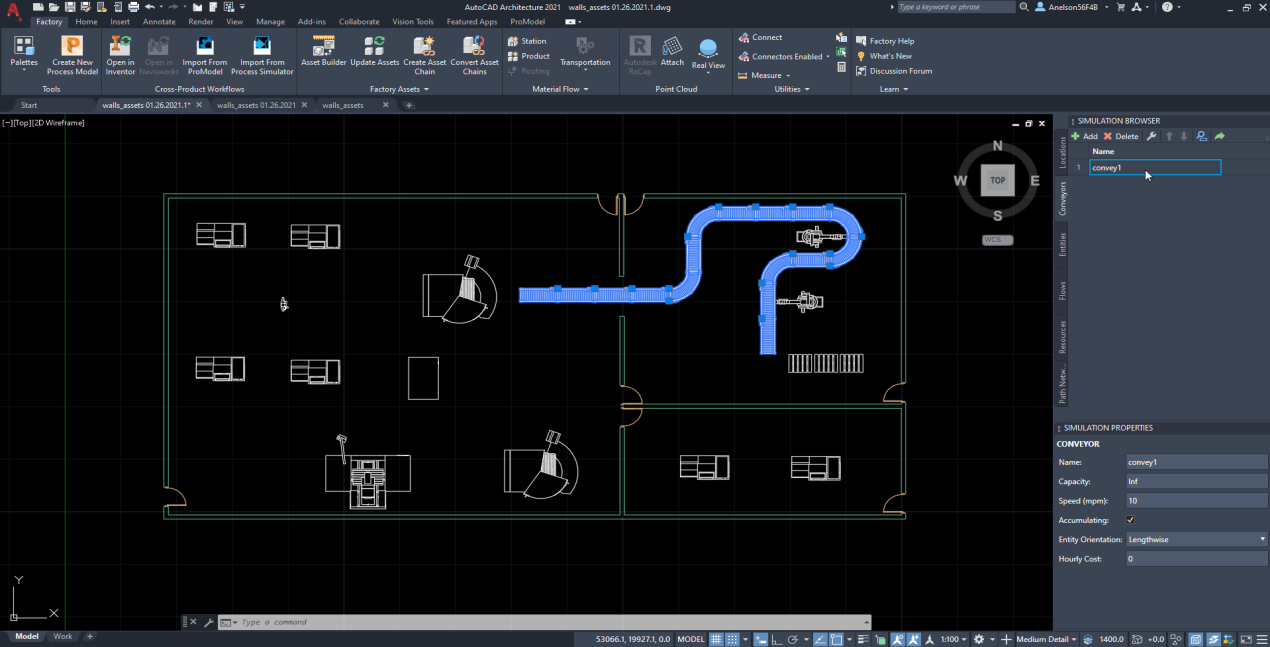 AutoCAD Architecture 2021 walls_assets 01.26.2021.1.dwg
Type a keyword or phrase
Anelson56F4B
Factory Home Insert Annotate Render View Manage Add-ins Collaborate Vision Tools Featured Apps ProModel
Palettes
Create New
Process Model
Tools
Open in
Inventor
Open in
Navisworks
Import From
ProModel
Import From
Process Simulator
Cross-Product Workflows
Asset Builder
Update Assets
Create Asset
Chain
Convert Asset
Chains
Factory Assets
Station
Product
Routing
Transportation
Material Flow
Autodesk
ReCap
Attach
Real View
Point Cloud
Connect
Connectors Enabled
Measure
Utilities
Factory Help
What's New
Discussion Forum
Learn
Start
walls_assets 01.26.2021.1*
walls_assets 01.26.2021
walls_assets
[−][Top][2D Wireframe]
N
W TOP E
S
WCS
SIMULATION BROWSER
Add Delete
Name
1 convey1
Locations
Conveyors
Entities
Flows
Resources
Path Netw...
SIMULATION PROPERTIES
CONVEYOR
Name: convey1
Capacity: Inf
Speed (mpm): 10
Accumulating:
Entity Orientation: Lengthwise
Hourly Cost: 0
Y
X
Type a command
Model Work
53066.1, 19927.1, 0.0 MODEL
1:100
Medium Detail
1400.0
+0.0